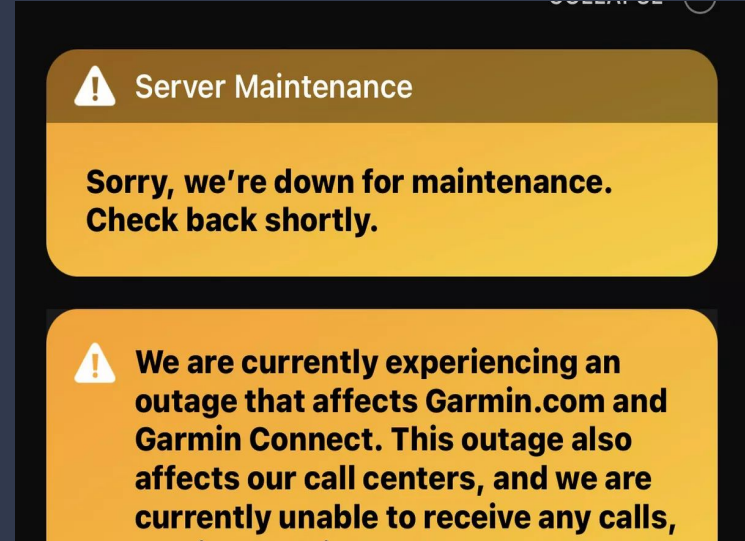 Server Maintenance
Sorry, we’re down for maintenance.
Check back shortly.
We are currently experiencing an
outage that affects Garmin.com and
Garmin Connect. This outage also
affects our call centers, and we are
currently unable to receive any calls,